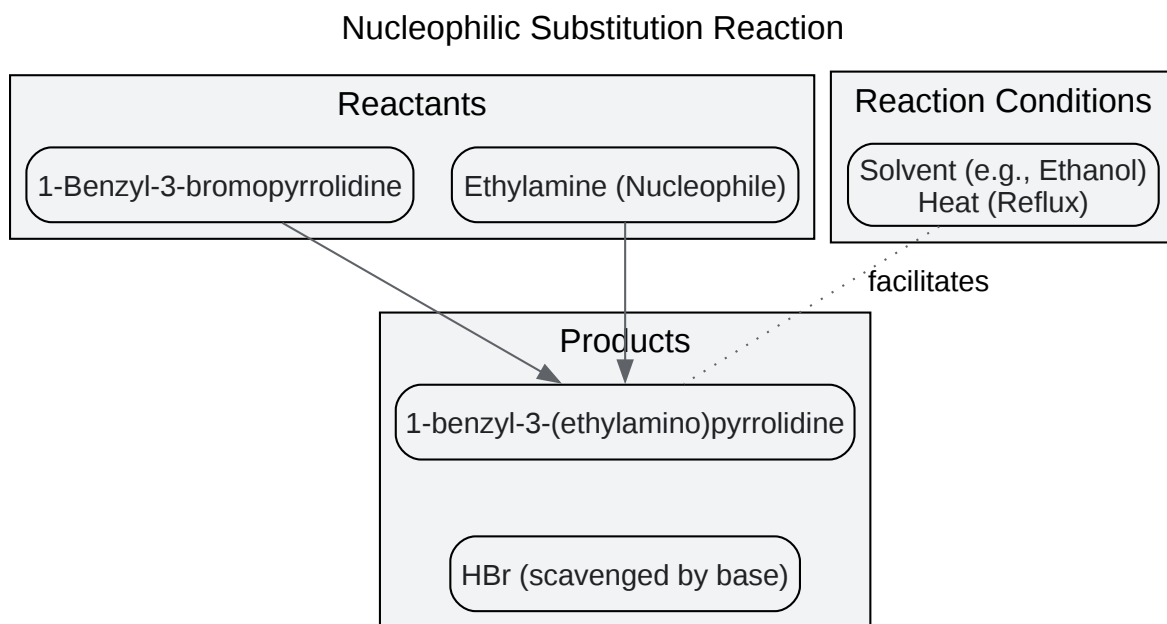 Nucleophilic Substitution Reaction
Reactants
1-Benzyl-3-bromopyrrolidine
Ethylamine (Nucleophile)
Reaction Conditions
Solvent (e.g., Ethanol)
Heat (Reflux)
facilitates
Products
1-benzyl-3-(ethylamino)pyrrolidine
HBr (scavenged by base)